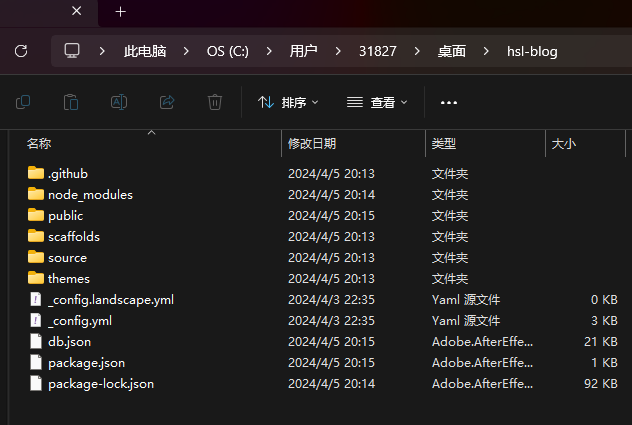 此电脑 OS (C:) 用户 31827 桌面 hsl-blog
排序 查看
名称 修改日期 类型 大小
.github 2024/4/5 20:13 文件夹
node_modules 2024/4/5 20:14 文件夹
public 2024/4/5 20:15 文件夹
scaffolds 2024/4/5 20:13 文件夹
source 2024/4/5 20:13 文件夹
themes 2024/4/5 20:13 文件夹
_config.landscape.yml 2024/4/3 22:35 Yaml 源文件 0 KB
_config.yml 2024/4/3 22:35 Yaml 源文件 3 KB
db.json 2024/4/5 20:15 Adobe.AfterEffe... 21 KB
package.json 2024/4/5 20:15 Adobe.AfterEffe... 1 KB
package-lock.json 2024/4/5 20:14 Adobe.AfterEffe... 92 KB